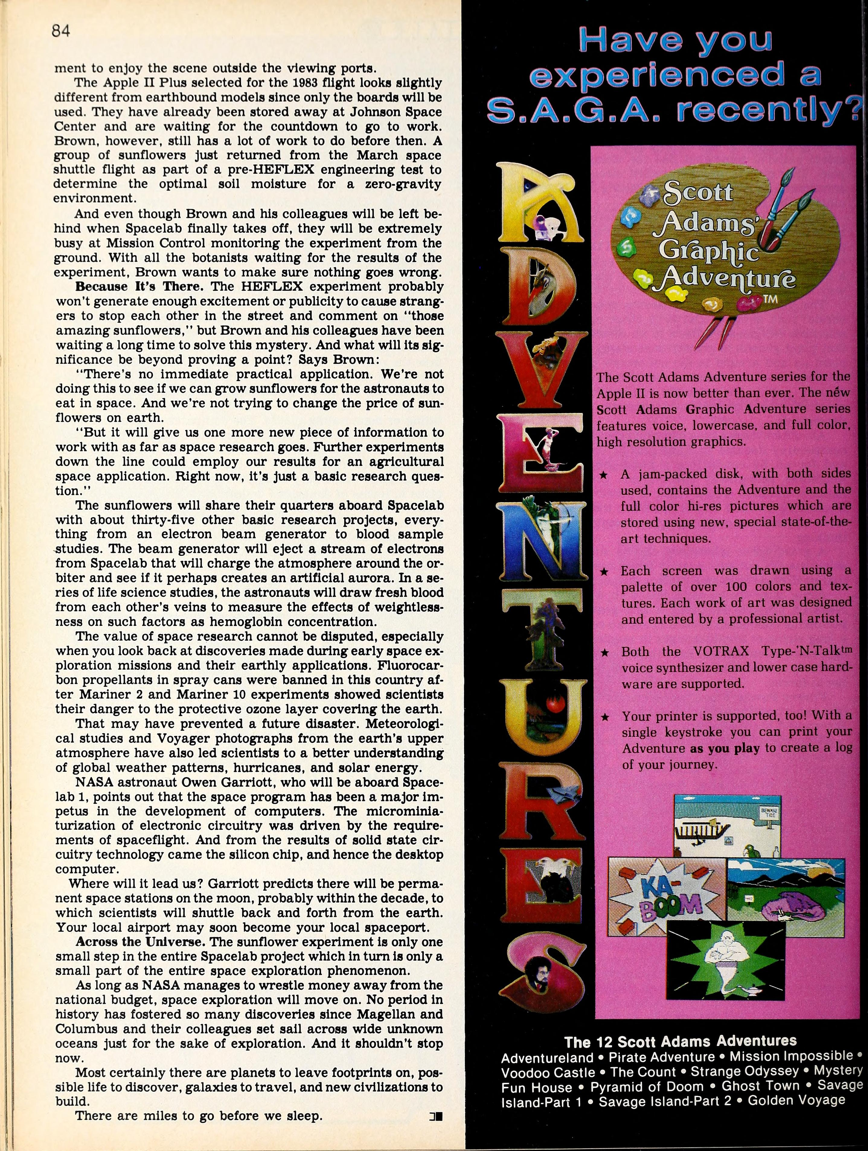 84
ment to enjoy the scene outside the viewing ports.
The Apple II Plus selected for the 1983 flight looks slightly
different from earthbound models since only the boards will be
used. They have already been stored away at Johnson Space
Center and are waiting for the countdown to go to work.
Brown, however, still has a lot of work to do before then. A
group of sunflowers just returned from the March space
shuttle flight as part of a pre-HEFLEX engineering test to
determine the optimal soil moisture for a zero-gravity
environment.
And even though Brown and his colleagues will be left be-
hind when Spacelab finally takes off, they will be extremely
busy at Mission Control monitoring the experiment from the
ground. With all the botanists waiting for the results of the
experiment, Brown wants to make sure nothing goes wrong.
Because It's There. The HEFLEX experiment probably
won't generate enough excitement or publicity to cause strang-
ers to stop each other in the street and comment on "those
amazing sunflowers," but Brown and his colleagues have been
waiting a long time to solve this mystery. And what will its sig-
nificance be beyond proving a point? Says Brown:
"There's no immediate practical application. We're not
doing this to see if we can grow sunflowers for the astronauts to
eat in space. And we're not trying to change the price of sun-
flowers on earth.
"But it will give us one more new piece of information to
work with as far as space research goes. Further experiments
down the line could employ our results for an agricultural
space application. Right now, it's just a basic research ques-
tion."
The sunflowers will share their quarters aboard Spacelab
with about thirty-five other basic research projects, every-
thing from an electron beam generator to blood sample
studies. The beam generator will eject a stream of electrons
from Spacelab that will charge the atmosphere around the or-
biter and see if it perhaps creates an artificial aurora. In a se-
ries of life science studies, the astronauts will draw fresh blood
from each other's veins to measure the effects of weightless-
ness on such factors as hemoglobin concentration.
The value of space research cannot be disputed, especially
when you look back at discoveries made during early space ex-
ploration missions and their earthly applications. Fluorocar-
bon propellants in spray cans were banned in this country af-
ter Mariner 2 and Mariner 10 experiments showed scientists
their danger to the protective ozone layer covering the earth.
That may have prevented a future disaster. Meteorologi-
cal studies and Voyager photographs from the earth's upper
atmosphere have also led scientists to a better understanding
of global weather patterns, hurricanes, and solar energy.
NASA astronaut Owen Garriott, who will be aboard Space-
lab 1, points out that the space program has been a major im-
petus in the development of computers. The microminia-
turization of electronic circuitry was driven by the require-
ments of spaceflight. And from the results of solid state cir-
cuitry technology came the silicon chip, and hence the desktop
computer.
Where will it lead us? Garriott predicts there will be perma-
nent space stations on the moon, probably within the decade, to
which scientists will shuttle back and forth from the earth.
Your local airport may soon become your local spaceport.
Across the Universe. The sunflower experiment is only one
small step in the entire Spacelab project which in turn is only a
small part of the entire space exploration phenomenon.
As long as NASA manages to wrestle money away from the
national budget, space exploration will move on. No period in
history has fostered so many discoveries since Magellan and
Columbus and their colleagues set sail across wide unknown
oceans just for the sake of exploration. And it shouldn't stop
now.
Most certainly there are planets to leave footprints on, pos-
sible life to discover, galaxies to travel, and new civilizations to
build.
There are miles to go before we sleep.
Have you
experienced a
S.A.G.A. recently?
ADVENTURES
Scott
Adams'
Graphic
Adventure
TM
The Scott Adams Adventure series for the
Apple II is now better than ever. The new
Scott Adams Graphic Adventure series
features voice, lowercase, and full color,
high resolution graphics.
★ A jam-packed disk, with both sides
used, contains the Adventure and the
full color hi-res pictures which are
stored using new, special state-of-the-
art techniques.
★ Each screen was drawn using a
palette of over 100 colors and tex-
tures. Each work of art was designed
and entered by a professional artist.
★ Both the VOTRAX Type-'N-Talk™
voice synthesizer and lower case hard-
ware are supported.
★ Your printer is supported, too! With a
single keystroke you can print your
Adventure as you play to create a log
of your journey.
KA-
BOOM
The 12 Scott Adams Adventures
Adventureland • Pirate Adventure • Mission Impossible •
Voodoo Castle • The Count • Strange Odyssey • Mystery
Fun House • Pyramid of Doom • Ghost Town • Savage
Island-Part 1 • Savage Island-Part 2 • Golden Voyage